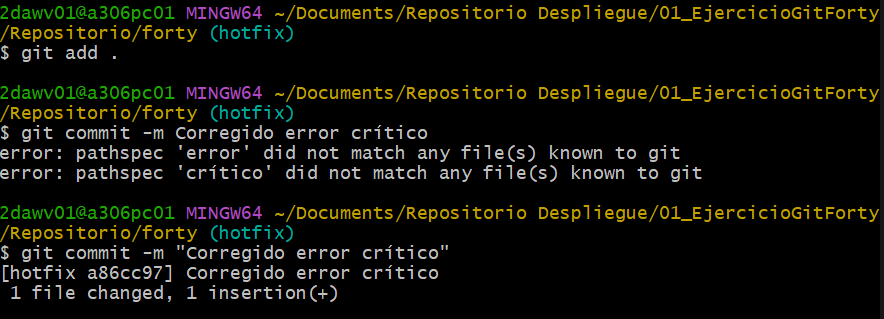 2dawv01@a306pc01 MINGW64 ~/Documents/Repositorio Despliegue/01_EjercicioGitForty
/Repositorio/forty (hotfix)
$ git add .
2dawv01@a306pc01 MINGW64 ~/Documents/Repositorio Despliegue/01_EjercicioGitForty
/Repositorio/forty (hotfix)
$ git commit -m Corregido error crítico
error: pathspec 'error' did not match any file(s) known to git
error: pathspec 'crítico' did not match any file(s) known to git
2dawv01@a306pc01 MINGW64 ~/Documents/Repositorio Despliegue/01_EjercicioGitForty
/Repositorio/forty (hotfix)
$ git commit -m "Corregido error crítico"
[hotfix a86cc97] Corregido error crítico
 1 file changed, 1 insertion(+)